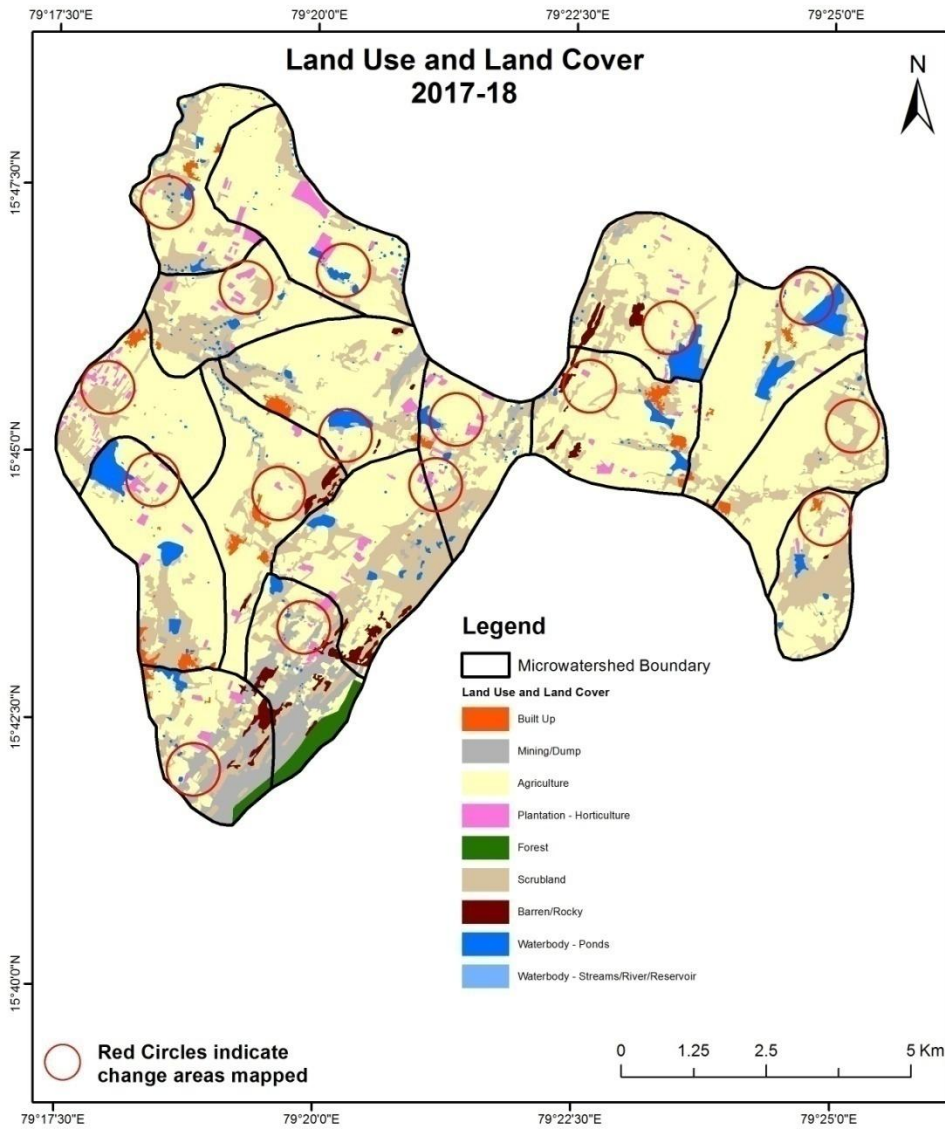 79°17'30"E 79°20'0"E 79°22'30"E 79°25'0"E
Land Use and Land Cover
2017-18
N
15°47'30"N
15°45'0"N
15°42'30"N
15°40'0"N
Legend
Microwatershed Boundary
Land Use and Land Cover
Built Up
Mining/Dump
Agriculture
Plantation - Horticulture
Forest
Scrubland
Barren/Rocky
Waterbody - Ponds
Waterbody - Streams/River/Reservoir
Red Circles indicate
change areas mapped
0 1.25 2.5 5 Km
79°17'30"E 79°20'0"E 79°22'30"E 79°25'0"E